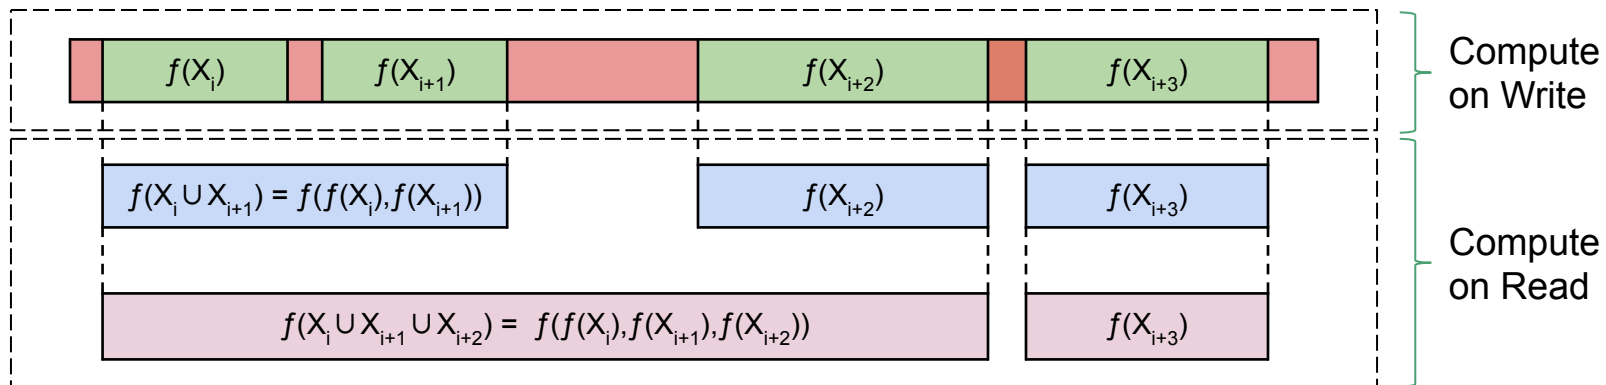 f(Xᵢ) f(Xᵢ₊₁) f(Xᵢ₊₂) f(Xᵢ₊₃)
Compute
on Write
f(Xᵢ∪Xᵢ₊₁) = f(f(Xᵢ),f(Xᵢ₊₁)) f(Xᵢ₊₂) f(Xᵢ₊₃)
Compute
on Read
f(Xᵢ∪Xᵢ₊₁∪Xᵢ₊₂) = f(f(Xᵢ),f(Xᵢ₊₁),f(Xᵢ₊₂)) f(Xᵢ₊₃)